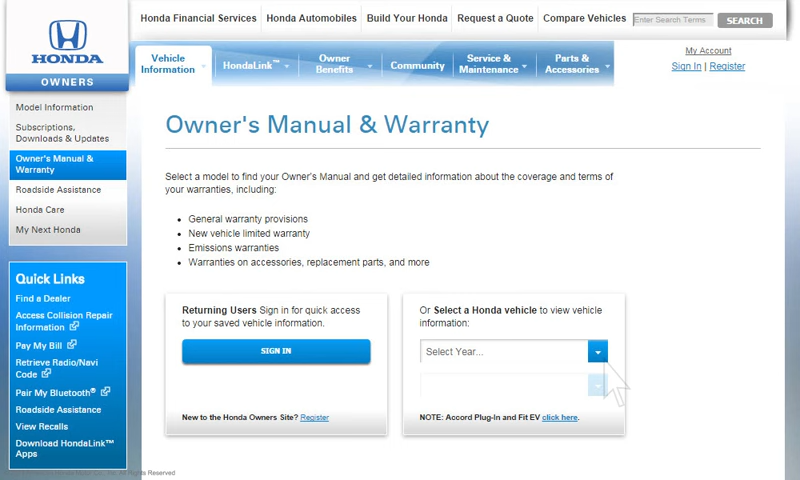 Honda Financial Services
Honda Automobiles
Build Your Honda
Request a Quote
Compare Vehicles
Enter Search Terms
SEARCH
HONDA
OWNERS
Vehicle
Information
HondaLink™
Owner
Benefits
Community
Service &
Maintenance
Parts &
Accessories
My Account
Sign In | Register
Model Information
Subscriptions,
Downloads & Updates
Owner's Manual &
Warranty
Roadside Assistance
Honda Care
My Next Honda
Quick Links
Find a Dealer
Access Collision Repair
Information
Pay My Bill
Retrieve Radio/Navi
Code
Pair My Bluetooth®
Roadside Assistance
View Recalls
Download HondaLink™
Apps
Owner's Manual & Warranty
Select a model to find your Owner's Manual and get detailed information about the coverage and terms of
your warranties, including:
• General warranty provisions
• New vehicle limited warranty
• Emissions warranties
• Warranties on accessories, replacement parts, and more
Returning Users Sign in for quick access
to your saved vehicle information.
SIGN IN
New to the Honda Owners Site? Register
Or Select a Honda vehicle to view vehicle
information:
Select Year...
NOTE: Accord Plug-In and Fit EV click here.
All Rights Reserved